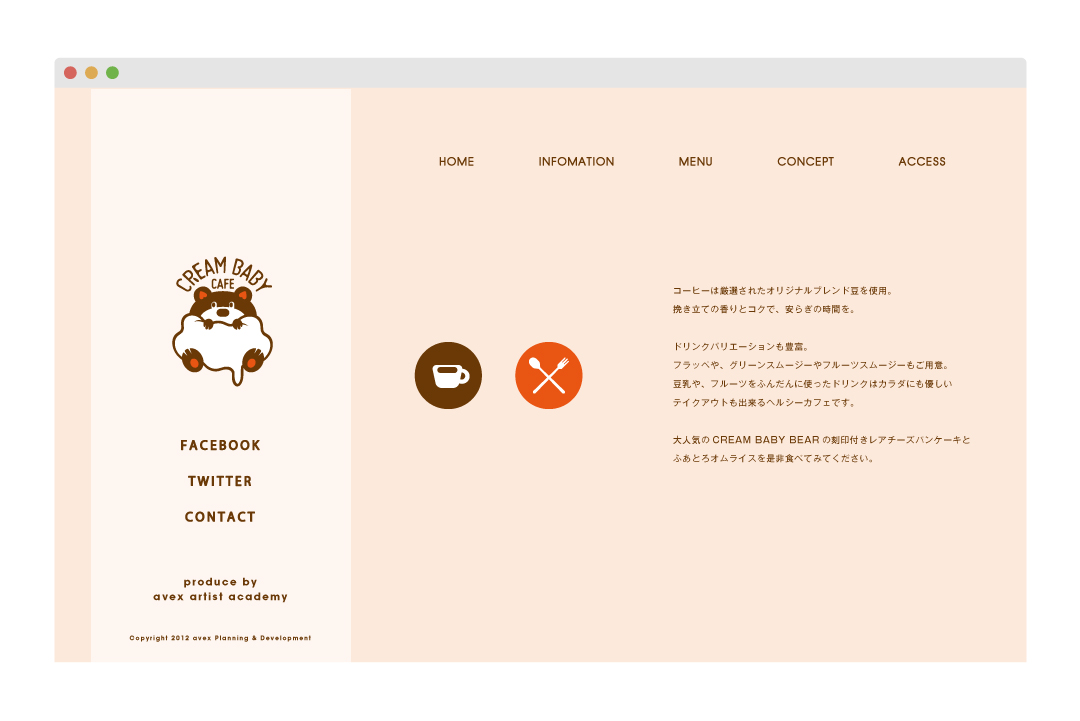 HOME INFOMATION MENU CONCEPT ACCESS
CREAM BABY
CAFE
FACEBOOK
TWITTER
CONTACT
produce by
avex artist academy
Copyright 2012 avex Planning & Development
コーヒーは厳選されたオリジナルブレンド豆を使用。
挽き立ての香りとコクで、安らぎの時間を。
ドリンクバリエーションも豊富。
フラッペや、グリーンスムージーやフルーツスムージーもご用意。
豆乳や、フルーツをふんだんに使ったドリンクはカラダにも優しい
テイクアウトも出来るヘルシーカフェです。
大人気の CREAM BABY BEAR の刻印付きレアチーズパンケーキと
ふあとろオムライスを是非食べてみてください。